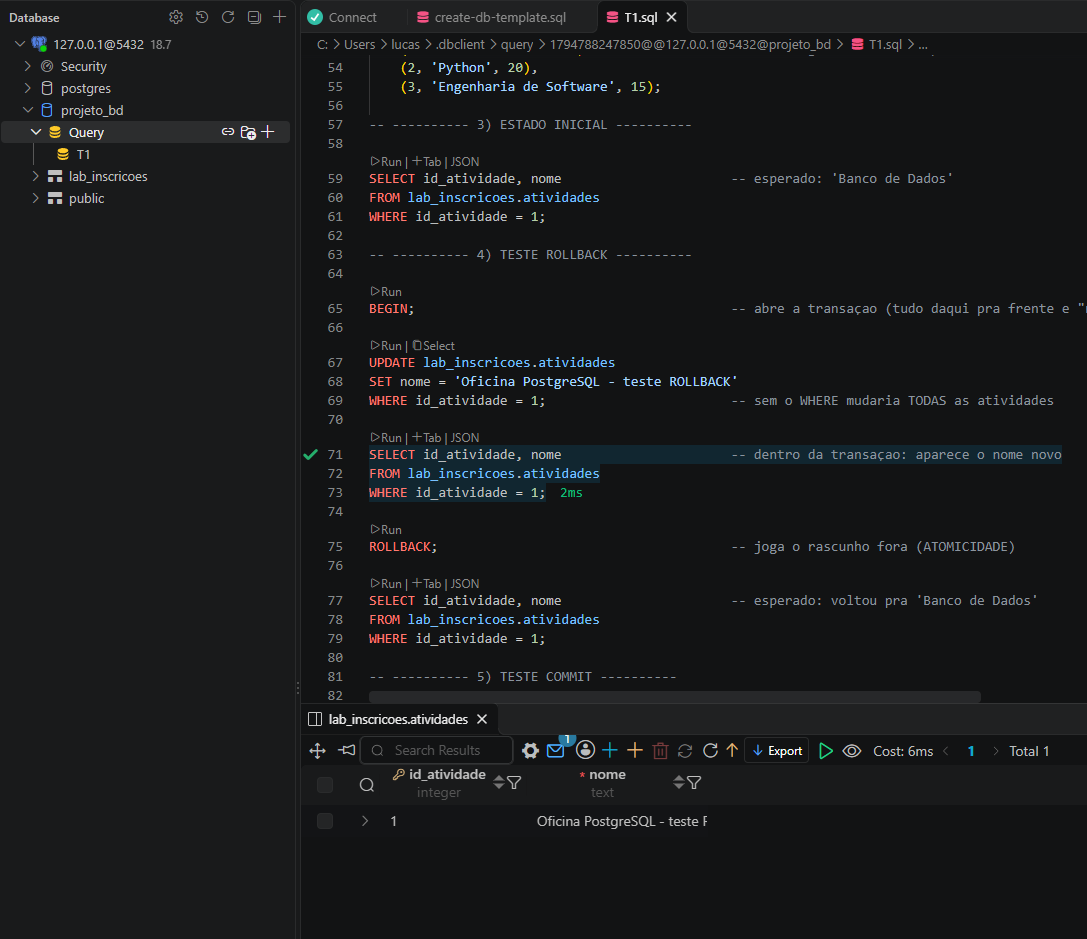 Database
127.0.0.1@5432 18.7
Security
postgres
projeto_bd
Query
T1
lab_inscricoes
public
Connect
create-db-template.sql
T1.sql
C: > Users > lucas > .dbclient > query > 1794788247850@@127.0.0.1@5432@projeto_bd > T1.sql > ...
54 (2, 'Python', 20),
55 (3, 'Engenharia de Software', 15);
56
57 -- ---------- 3) ESTADO INICIAL ----------
58
Run | +Tab | JSON
59 SELECT id_atividade, nome -- esperado: 'Banco de Dados'
60 FROM lab_inscricoes.atividades
61 WHERE id_atividade = 1;
62
63 -- ---------- 4) TESTE ROLLBACK ----------
64
Run
65 BEGIN; -- abre a transaçao (tudo daqui pra frente e "
66
Run | Select
67 UPDATE lab_inscricoes.atividades
68 SET nome = 'Oficina PostgreSQL - teste ROLLBACK'
69 WHERE id_atividade = 1; -- sem o WHERE mudaria TODAS as atividades
70
Run | +Tab | JSON
71 SELECT id_atividade, nome -- dentro da transaçao: aparece o nome novo
72 FROM lab_inscricoes.atividades
73 WHERE id_atividade = 1; 2ms
74
Run
75 ROLLBACK; -- joga o rascunho fora (ATOMICIDADE)
76
Run | +Tab | JSON
77 SELECT id_atividade, nome -- esperado: voltou pra 'Banco de Dados'
78 FROM lab_inscricoes.atividades
79 WHERE id_atividade = 1;
80
81 -- ---------- 5) TESTE COMMIT ----------
82
lab_inscricoes.atividades
Search Results 1 Export Cost: 6ms < 1 > Total 1
id_atividade * nome
integer text
1 Oficina PostgreSQL - teste